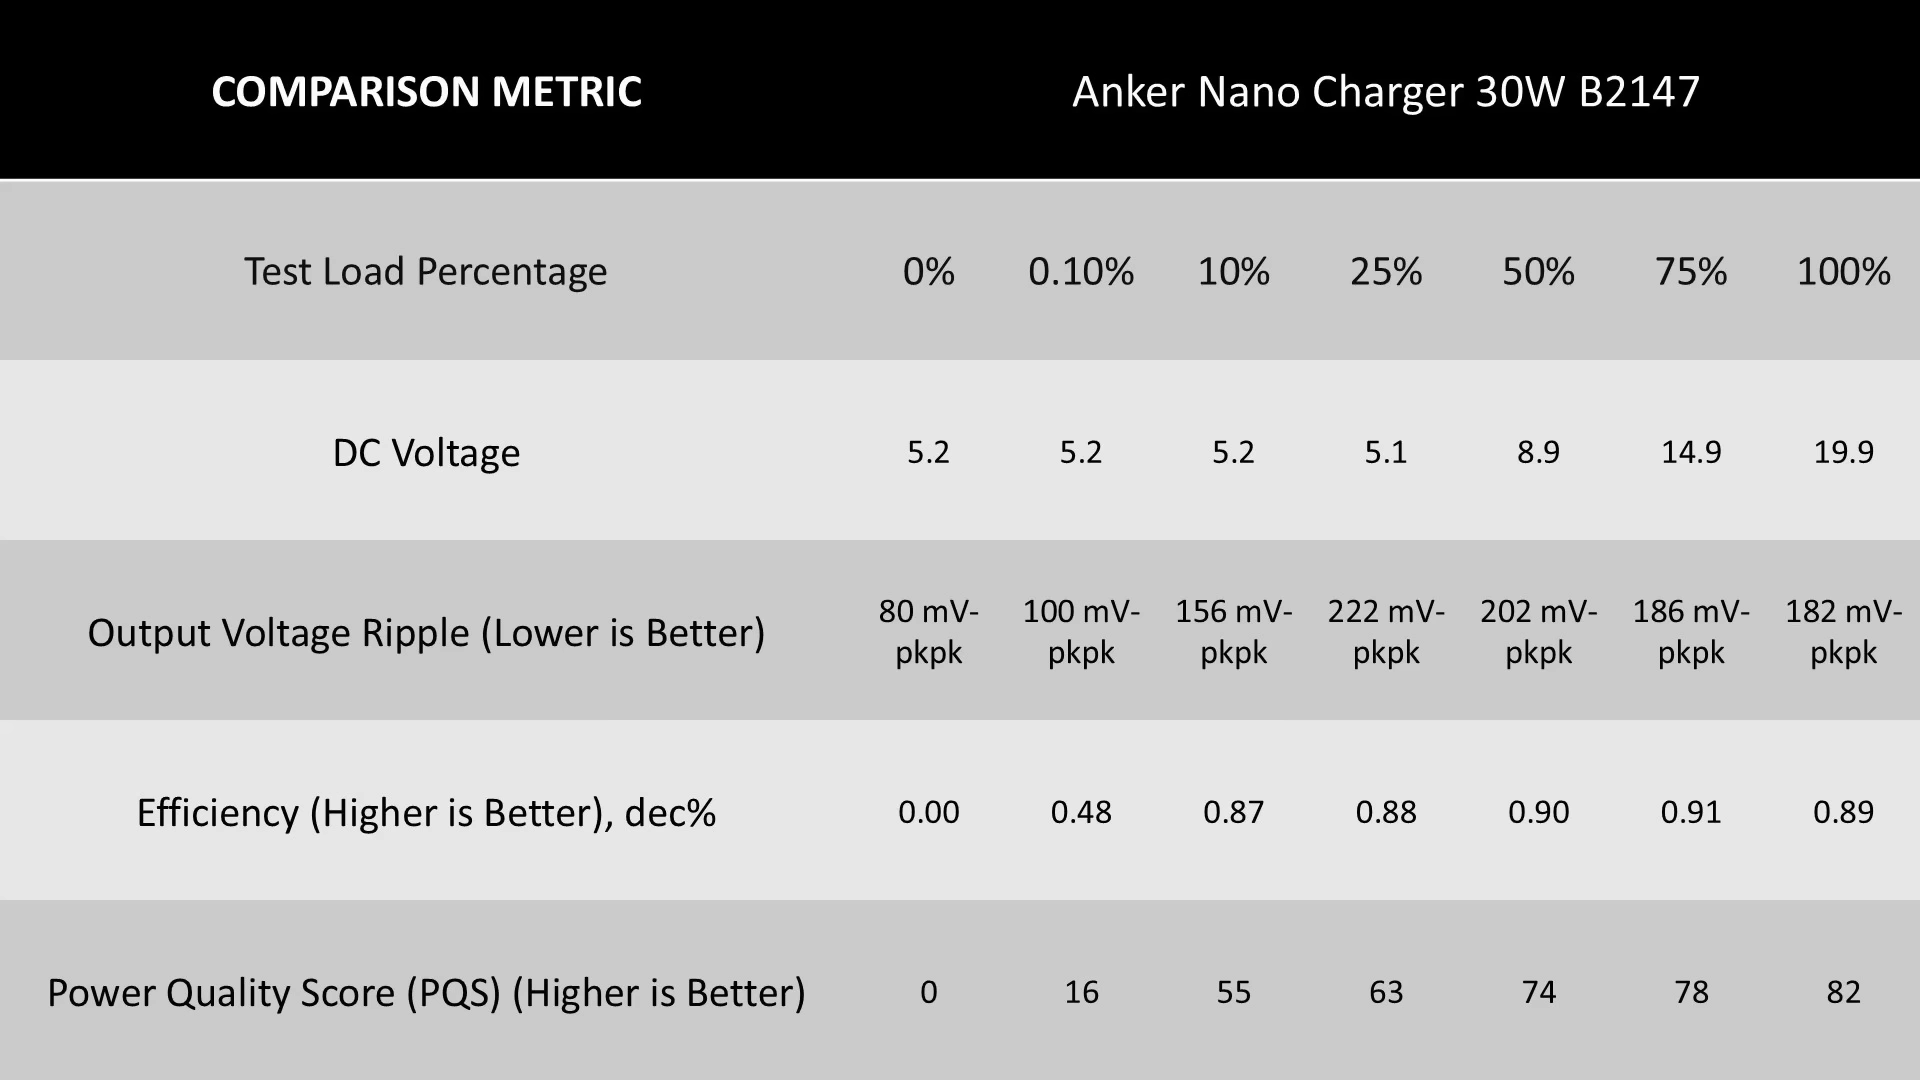 COMPARISON METRIC Anker Nano Charger 30W B2147
Test Load Percentage 0% 0.10% 10% 25% 50% 75% 100%
DC Voltage 5.2 5.2 5.2 5.1 8.9 14.9 19.9
Output Voltage Ripple (Lower is Better) 80 mV-pkpk 100 mV-pkpk 156 mV-pkpk 222 mV-pkpk 202 mV-pkpk 186 mV-pkpk 182 mV-pkpk
Efficiency (Higher is Better), dec% 0.00 0.48 0.87 0.88 0.90 0.91 0.89
Power Quality Score (PQS) (Higher is Better) 0 16 55 63 74 78 82